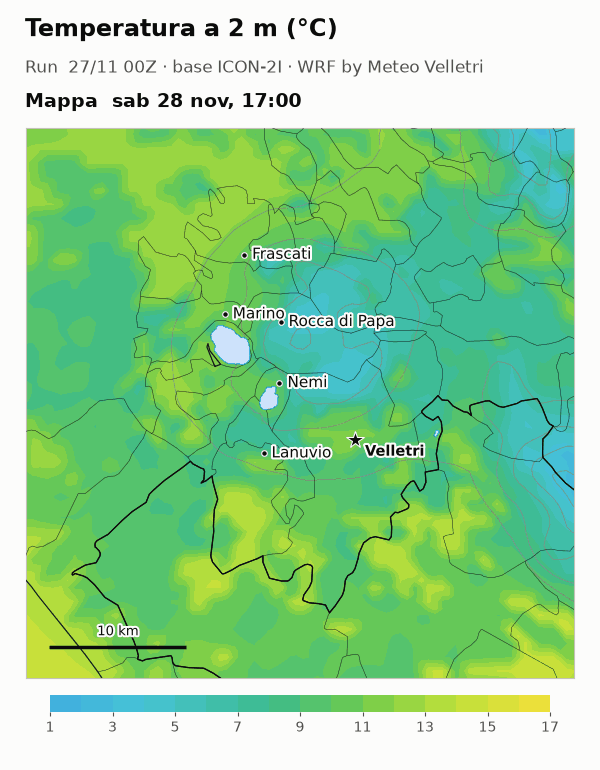 Temperatura a 2 m (°C)
Run  27/11 00Z · base ICON-2I · WRF by Meteo Velletri
Mappa  sab 28 nov, 17:00
Frascati
Marino
Rocca di Papa
Nemi
Velletri
Lanuvio
10 km
1 3 5 7 9 11 13 15 17